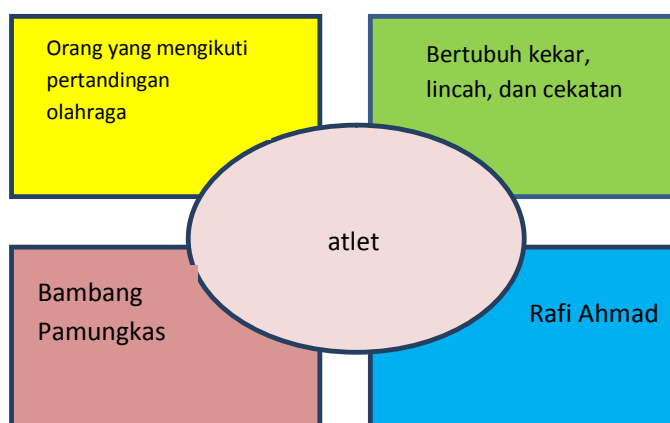 Orang yang mengikuti
pertandingan
olahraga
Bertubuh kekar,
lincah, dan cekatan
atlet
Bambang
Pamungkas
Rafi Ahmad